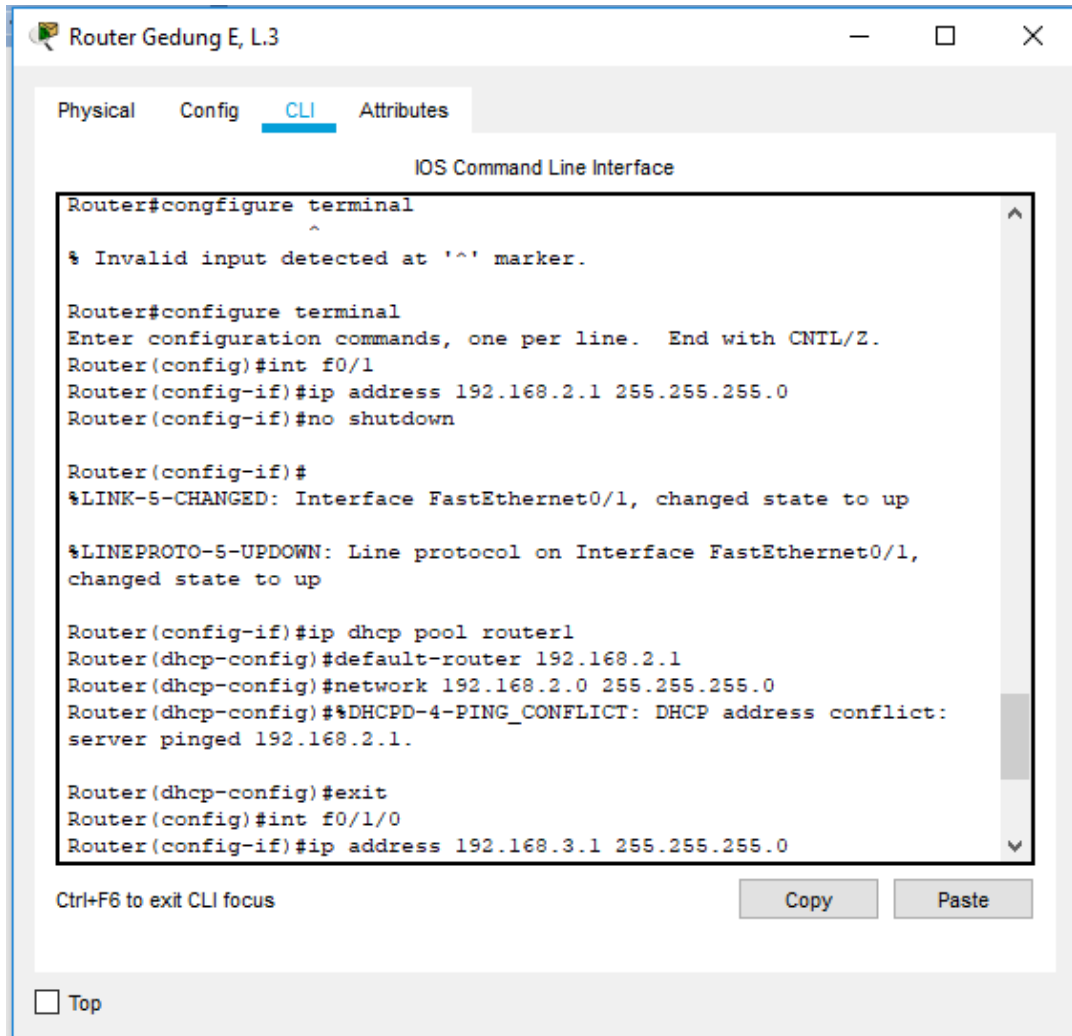 Router Gedung E, L.3
Physical Config CLI Attributes
IOS Command Line Interface
Router#congfigure terminal
^
% Invalid input detected at '^' marker.
Router#configure terminal
Enter configuration commands, one per line.  End with CNTL/Z.
Router(config)#int f0/1
Router(config-if)#ip address 192.168.2.1 255.255.255.0
Router(config-if)#no shutdown
Router(config-if)#
%LINK-5-CHANGED: Interface FastEthernet0/1, changed state to up
%LINEPROTO-5-UPDOWN: Line protocol on Interface FastEthernet0/1,
changed state to up
Router(config-if)#ip dhcp pool router1
Router(dhcp-config)#default-router 192.168.2.1
Router(dhcp-config)#network 192.168.2.0 255.255.255.0
Router(dhcp-config)#%DHCPD-4-PING_CONFLICT: DHCP address conflict:
server pinged 192.168.2.1.
Router(dhcp-config)#exit
Router(config)#int f0/1/0
Router(config-if)#ip address 192.168.3.1 255.255.255.0
Ctrl+F6 to exit CLI focus
Copy Paste
Top